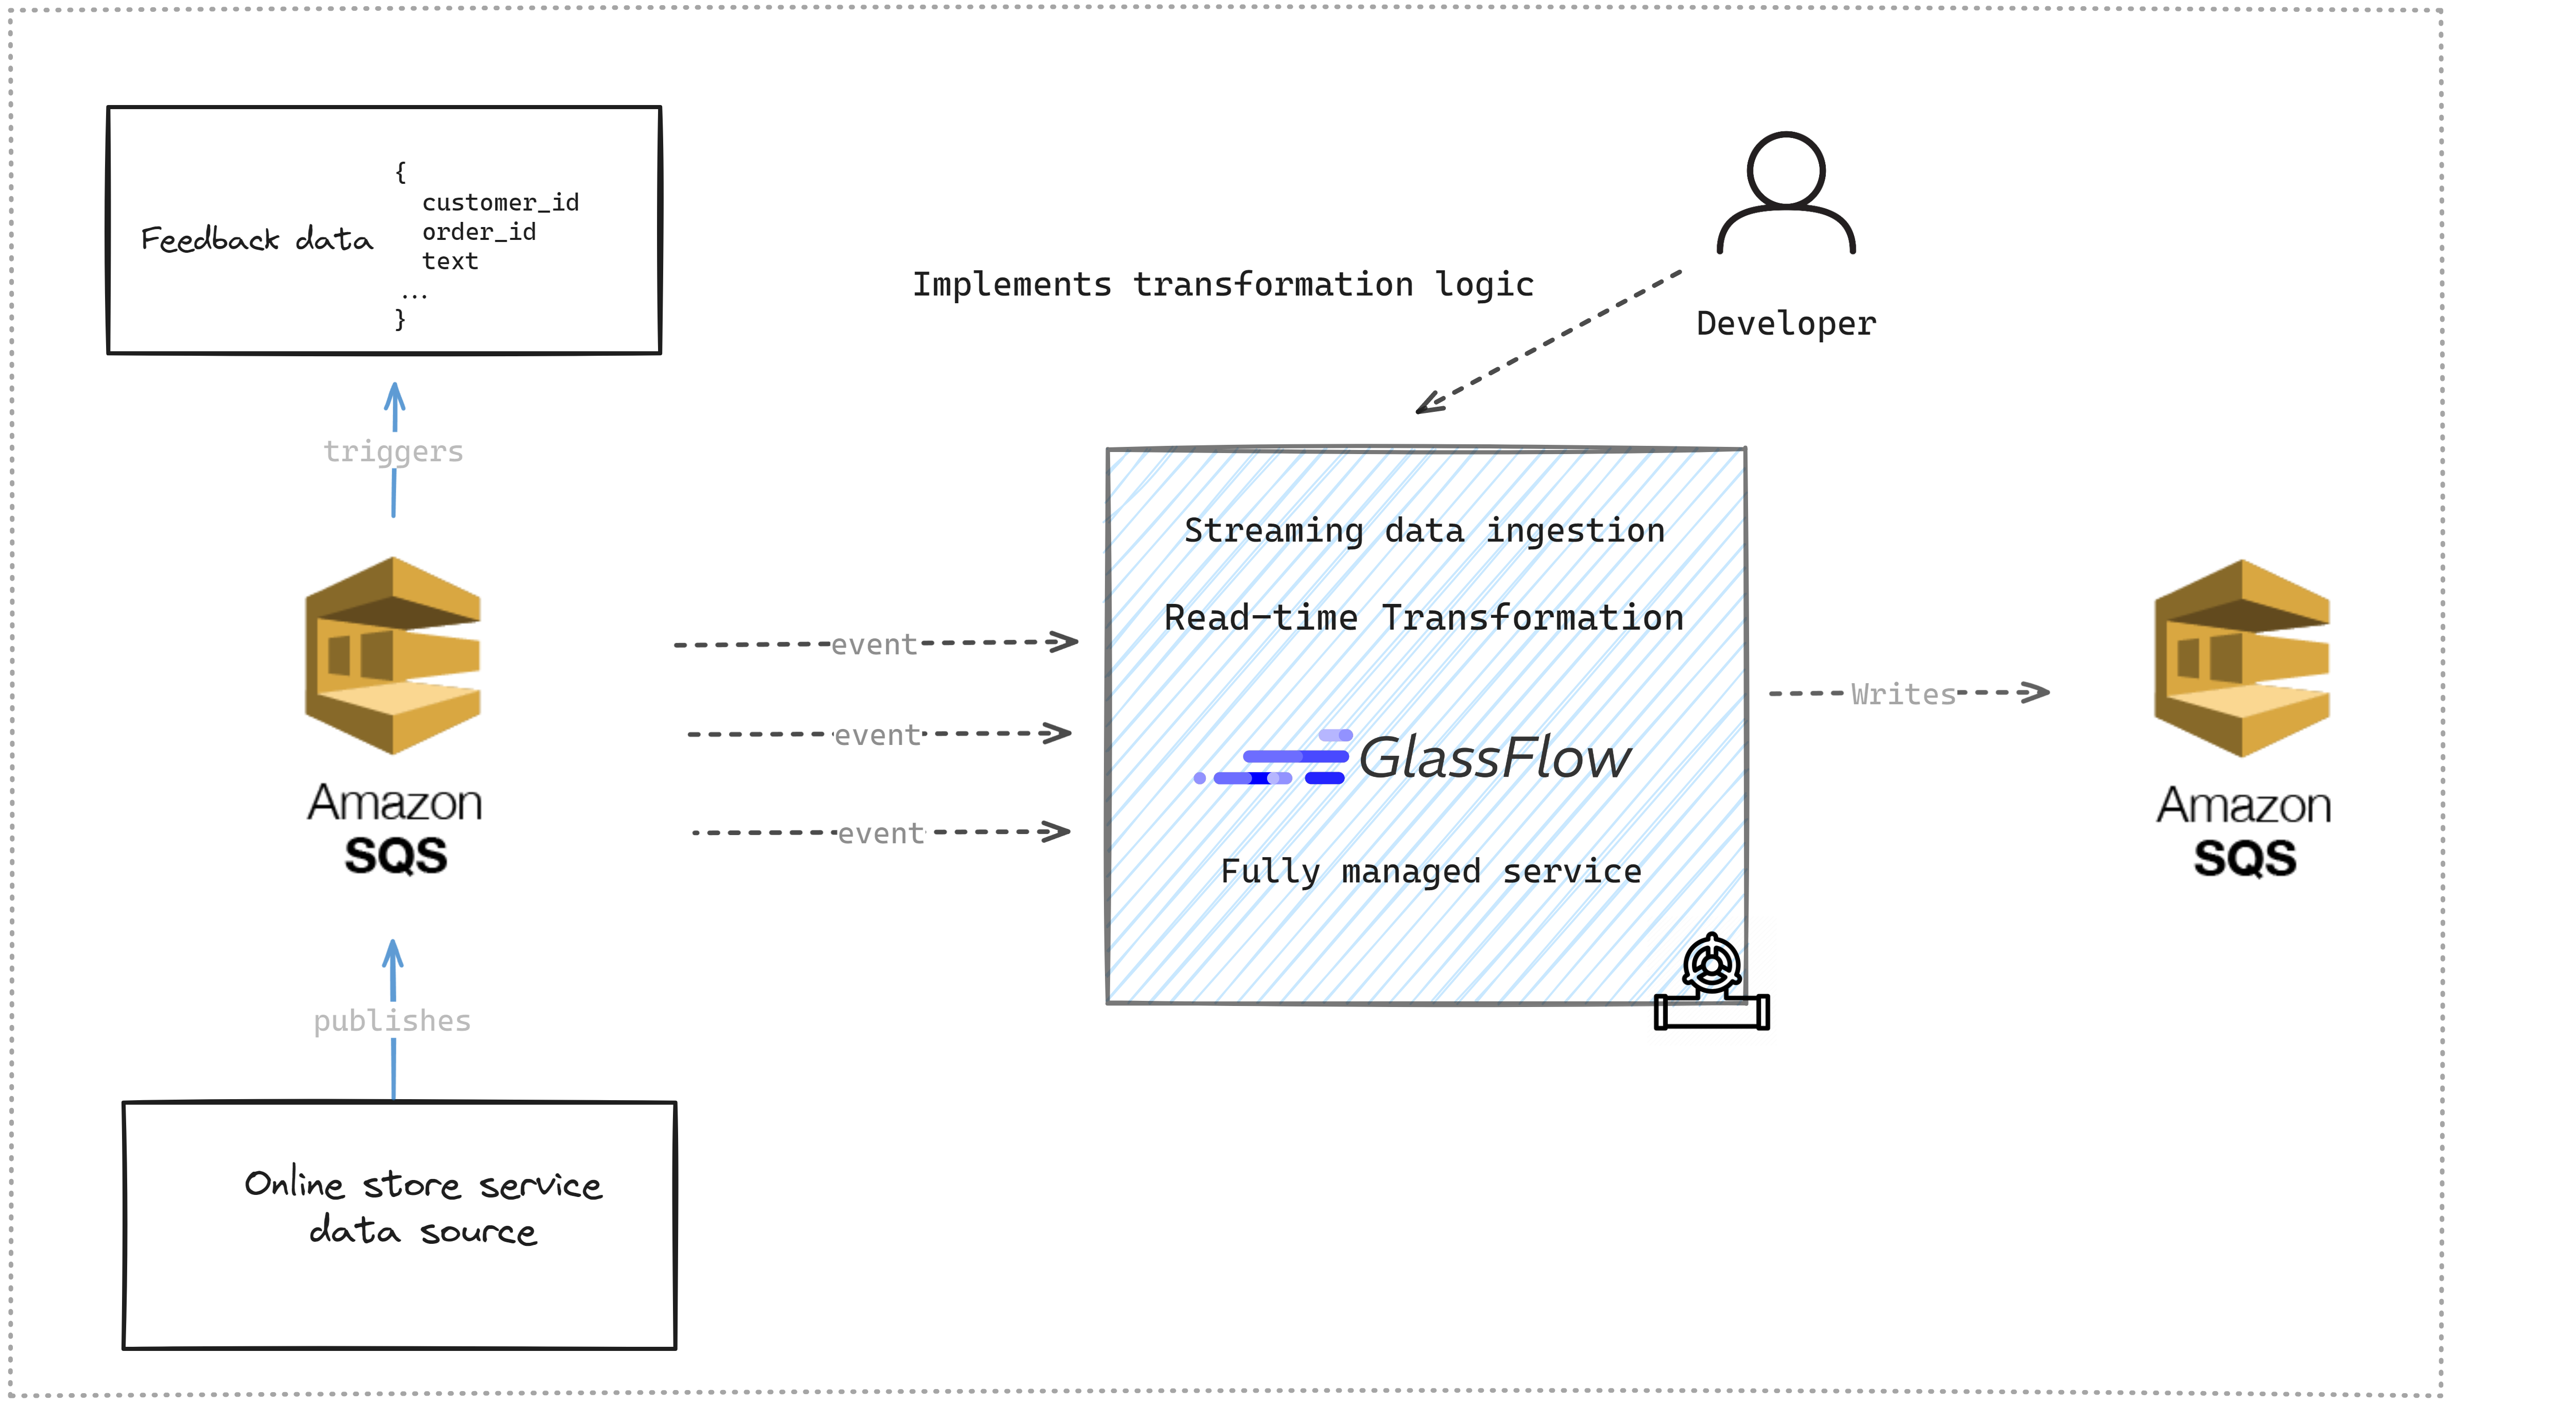 Feedback data
{
customer_id
order_id
text
...
}
triggers
Amazon
SQS
publishes
Online store service
data source
event
event
event
Implements transformation logic
Developer
Streaming data ingestion
Read-time Transformation
GlassFlow
Fully managed service
Writes
Amazon
SQS